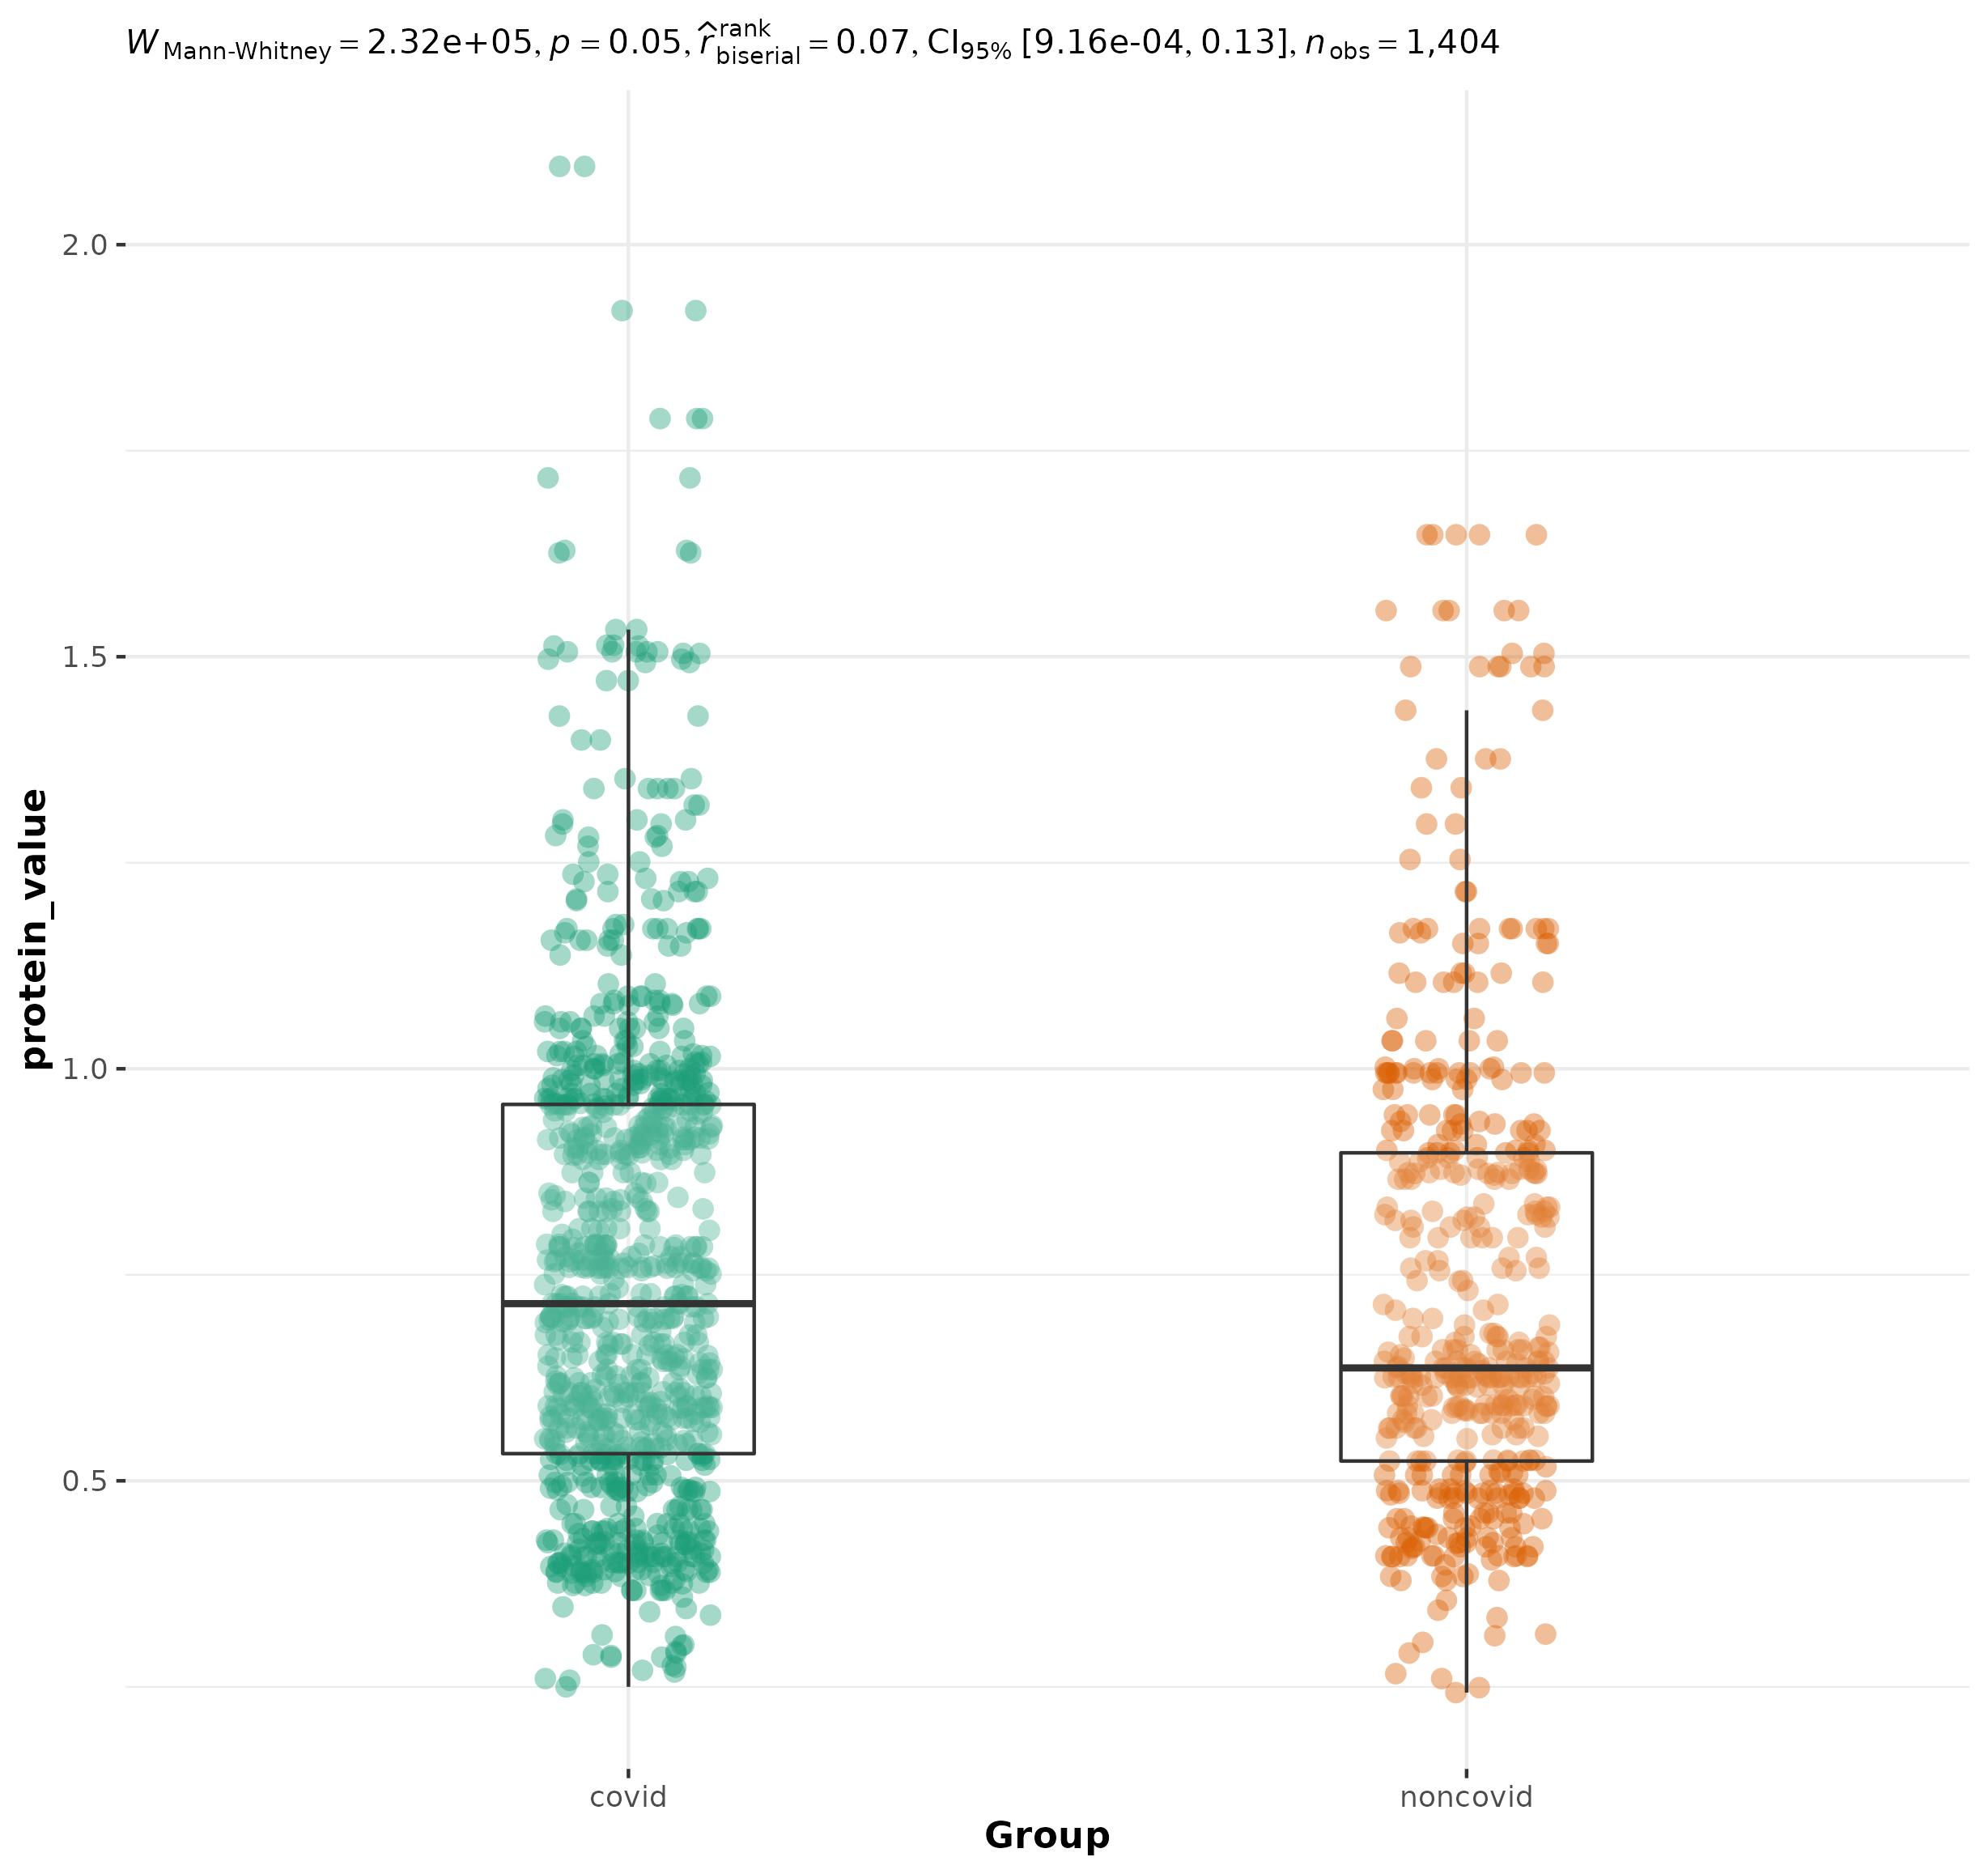 W Mann-Whitney = 2.32e+05, p = 0.05, r̂ rank biserial = 0.07, CI95% [9.16e-04, 0.13], n obs = 1,404
2.0
1.5
1.0
0.5
protein_value
covid noncovid
Group